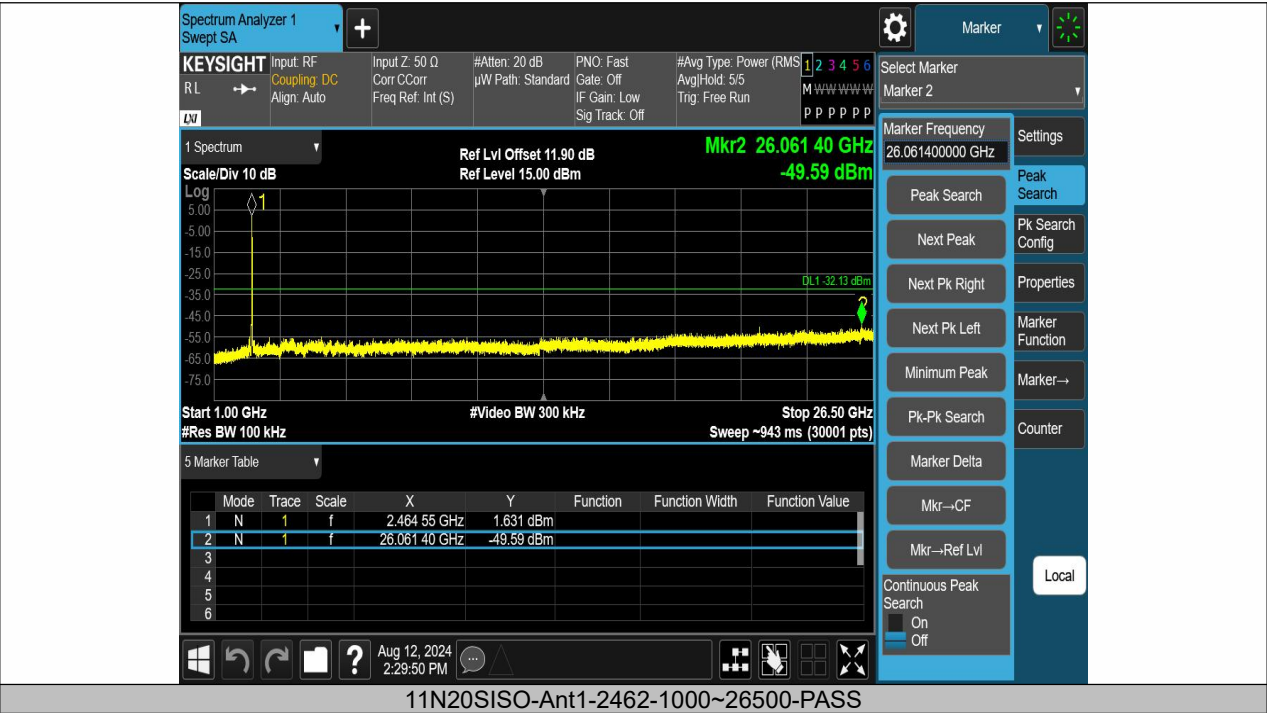 Spectrum Analyzer 1
Swept SA
Marker
KEYSIGHT
R L
LXI
Input: RF
Coupling: DC
Align: Auto
Input Z: 50 Ω
Corr CCorr
Freq Ref: Int (S)
#Atten: 20 dB
µW Path: Standard
PNO: Fast
Gate: Off
IF Gain: Low
Sig Track: Off
#Avg Type: Power (RMS
Avg|Hold: 5/5
Trig: Free Run
1 2 3 4 5 6
M W W W W W
P P P P P P
Select Marker
Marker 2
1 Spectrum
Scale/Div 10 dB
Ref Lvl Offset 11.90 dB
Ref Level 15.00 dBm
Mkr2 26.061 40 GHz
-49.59 dBm
Log
5.00
-5.00
-15.0
-25.0
-35.0
-45.0
-55.0
-65.0
-75.0
1
DL1 -32.13 dBm
2
Start 1.00 GHz
#Video BW 300 kHz
Stop 26.50 GHz
#Res BW 100 kHz
Sweep ~943 ms (30001 pts)
5 Marker Table
Mode Trace Scale X Y Function Function Width Function Value
1 N 1 f 2.464 55 GHz 1.631 dBm
2 N 1 f 26.061 40 GHz -49.59 dBm
3
4
5
6
Marker Frequency
26.061400000 GHz
Peak Search
Next Peak
Next Pk Right
Next Pk Left
Minimum Peak
Pk-Pk Search
Marker Delta
Mkr→CF
Mkr→Ref Lvl
Continuous Peak
Search
On
Off
Settings
Peak
Search
Pk Search
Config
Properties
Marker
Function
Marker→
Counter
Local
?
Aug 12, 2024
2:29:50 PM
11N20SISO-Ant1-2462-1000~26500-PASS